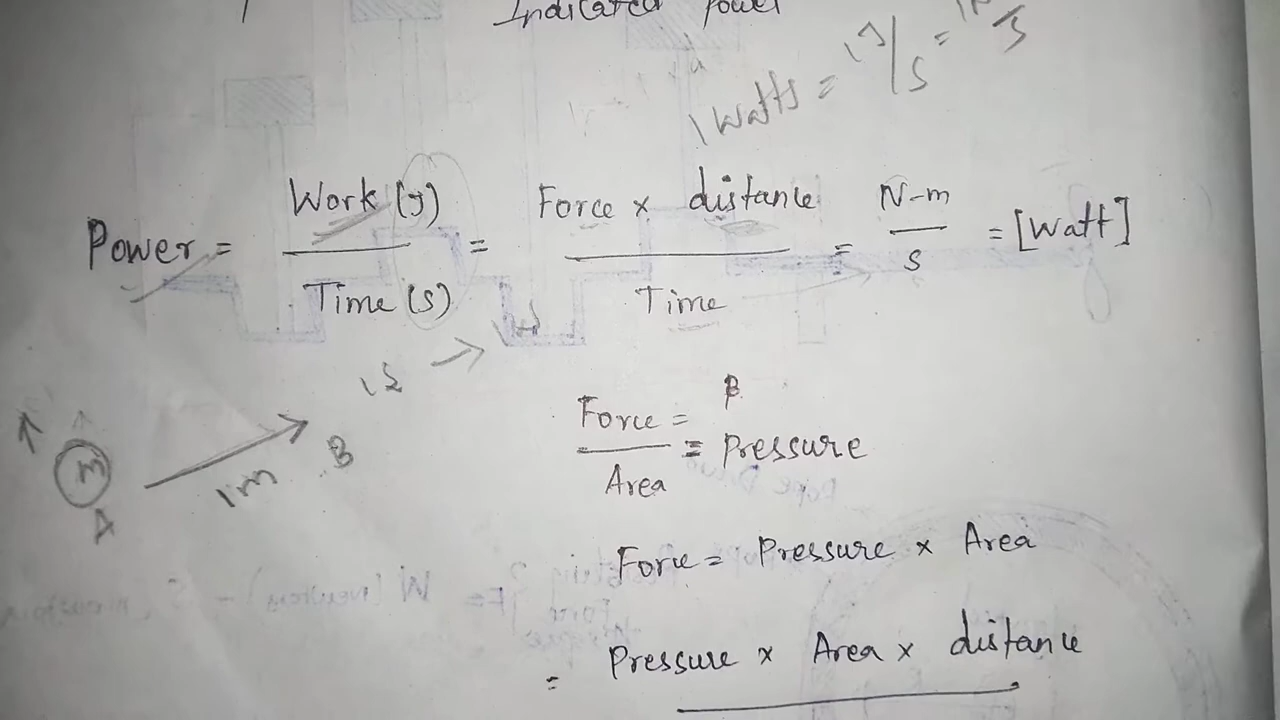 Indicated Power
1 Watts = 1J/S =
Power = Work (J) / Time (s) = Force x distance / Time = N-m / s = [Watt]
1S →
m 1m B
A
Force / Area = = Pressure
Force = Pressure x Area
= Pressure x Area x distance